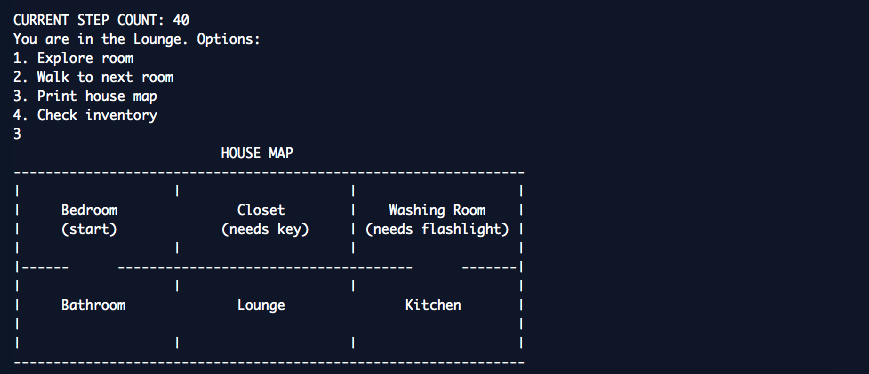 CURRENT STEP COUNT: 40
You are in the Lounge. Options:
1. Explore room
2. Walk to next room
3. Print house map
4. Check inventory
3
                          HOUSE MAP
----------------------------------------------------------------
|                   |                     |                    |
|     Bedroom               Closet        |    Washing Room    |
|     (start)             (needs key)     | (needs flashlight) |
|                   |                     |                    |
|------      -------------------------------------      -------|
|                   |                     |                    |
|     Bathroom              Lounge               Kitchen       |
|                                                              |
|                   |                     |                    |
----------------------------------------------------------------